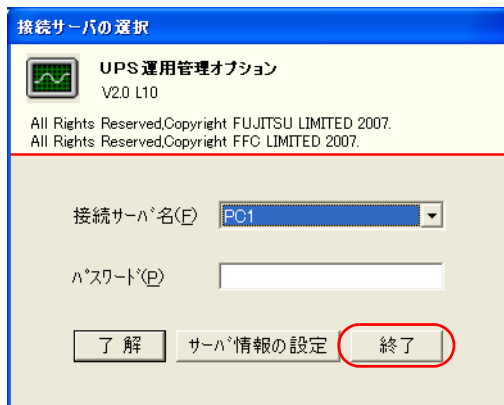 接続サーバの選択
UPS運用管理オプション
V2.0 L10
All Rights Reserved,Copyright FUJITSU LIMITED 2007.
All Rights Reserved,Copyright FFC LIMITED 2007.
接続サーバ名(F) PC1
パスワード(P)
了解 サーバ情報の設定 終了